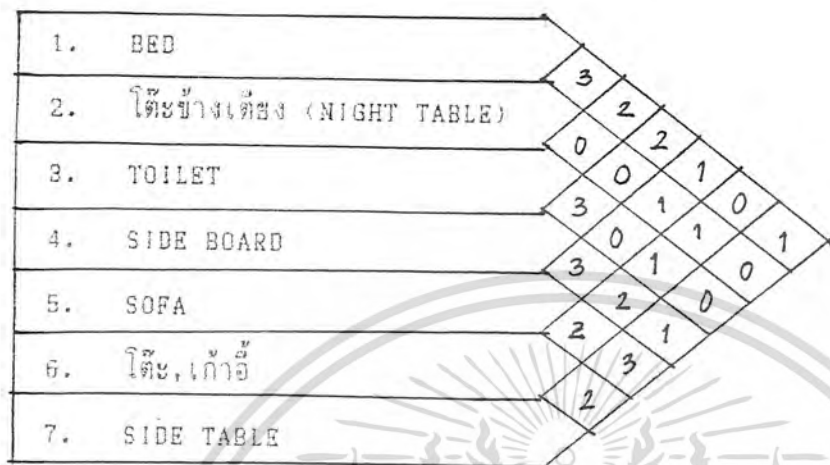 1. BED
3
2
2. โต๊ะข้างเตียง (NIGHT TABLE)
0 2
0 1
3. TOILET
3 1 0
4. SIDE BOARD
0 1 1
3 1 0
5. SOFA
2 0
2 1
6. โต๊ะ,เก้าอี้
3
2
7. SIDE TABLE